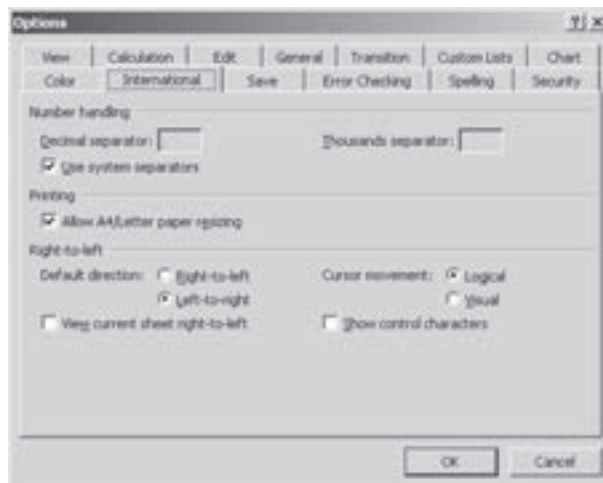 Options
View Calculation Edit General Transition Custom Lists Chart
Color International Save Error Checking Spelling Security
Number handling
Decimal separator: Thousands separator:
Use system separators
Printing
Allow A4/Letter paper resizing
Right-to-left
Default direction: Right-to-left Cursor movement: Logical
Left-to-right Visual
View current sheet right-to-left Show control characters
OK Cancel